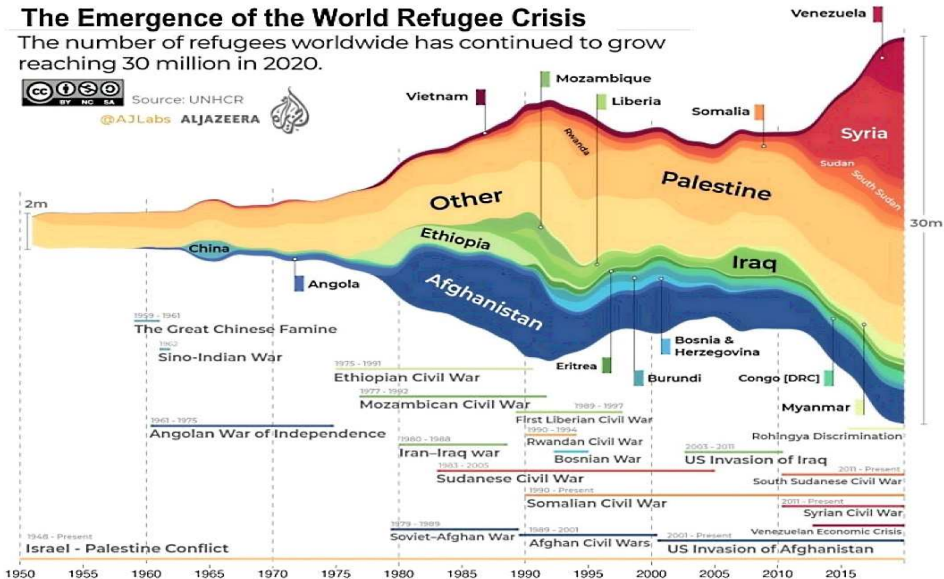 The Emergence of the World Refugee Crisis
The number of refugees worldwide has continued to grow
reaching 30 million in 2020.
cc
BY NC SA
Source: UNHCR
@AJLabs ALJAZEERA
Venezuela
Mozambique
Vietnam
Liberia
Somalia
Rwanda
Syria
Sudan
South Sudan
Palestine
Other
2m
30m
Ethiopia
China
Iraq
Afghanistan
Angola
Bosnia &
Herzegovina
Eritrea
Burundi
Congo [DRC]
Myanmar
1959 - 1961
The Great Chinese Famine
1962
Sino-Indian War
1975 - 1991
Ethiopian Civil War
1977 - 1992
Mozambican Civil War
1989 - 1997
First Liberian Civil War
1961 - 1975
Angolan War of Independence
1990 - 1994
Rwandan Civil War
Rohingya Discrimination
1980 - 1988
Iran-Iraq war
Bosnian War
2003 - 2011
US Invasion of Iraq
1983 - 2005
Sudanese Civil War
2011 - Present
South Sudanese Civil War
1990 - Present
Somalian Civil War
2011 - Present
Syrian Civil War
1979 - 1989
Soviet-Afghan War
1989 - 2001
Afghan Civil Wars
2001 - Present
US Invasion of Afghanistan
Venezuelan Economic Crisis
1948 - Present
Israel - Palestine Conflict
1950 1955 1960 1965 1970 1975 1980 1985 1990 1995 2000 2005 2010 2015